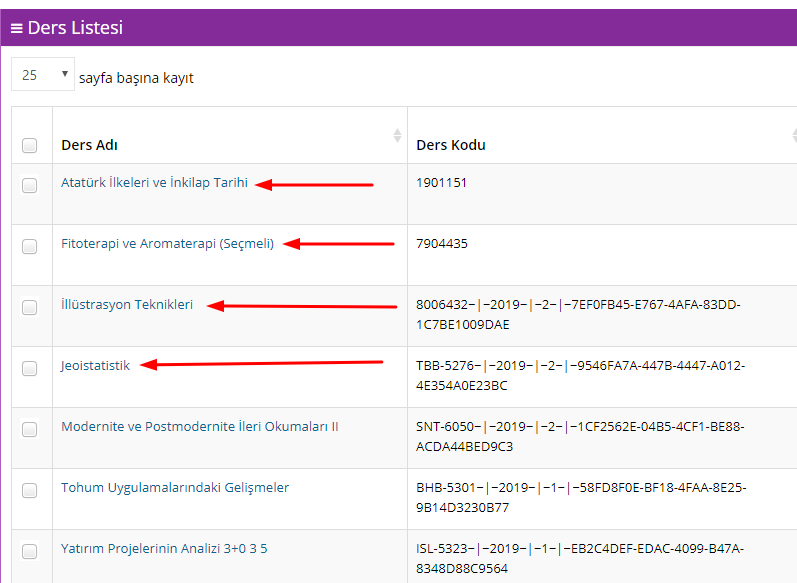 ≡ Ders Listesi
25 sayfa başına kayıt
Ders Adı Ders Kodu
Atatürk İlkeleri ve İnkilap Tarihi 1901151
Fitoterapi ve Aromaterapi (Seçmeli) 7904435
İllüstrasyon Teknikleri 8006432–|–2019–|–2–|–7EF0FB45-E767-4AFA-83DD-
1C7BE1009DAE
Jeoistatistik TBB-5276–|–2019–|–2–|–9546FA7A-447B-4447-A012-
4E354A0E23BC
Modernite ve Postmodernite İleri Okumaları II SNT-6050–|–2019–|–2–|–1CF2562E-04B5-4CF1-BE88-
ACDA44BED9C3
Tohum Uygulamalarındaki Gelişmeler BHB-5301–|–2019–|–1–|–58FD8F0E-BF18-4FAA-8E25-
9B14D3230B77
Yatırım Projelerinin Analizi 3+0 3 5 ISL-5323–|–2019–|–1–|–EB2C4DEF-EDAC-4099-B47A-
8348D88C9564